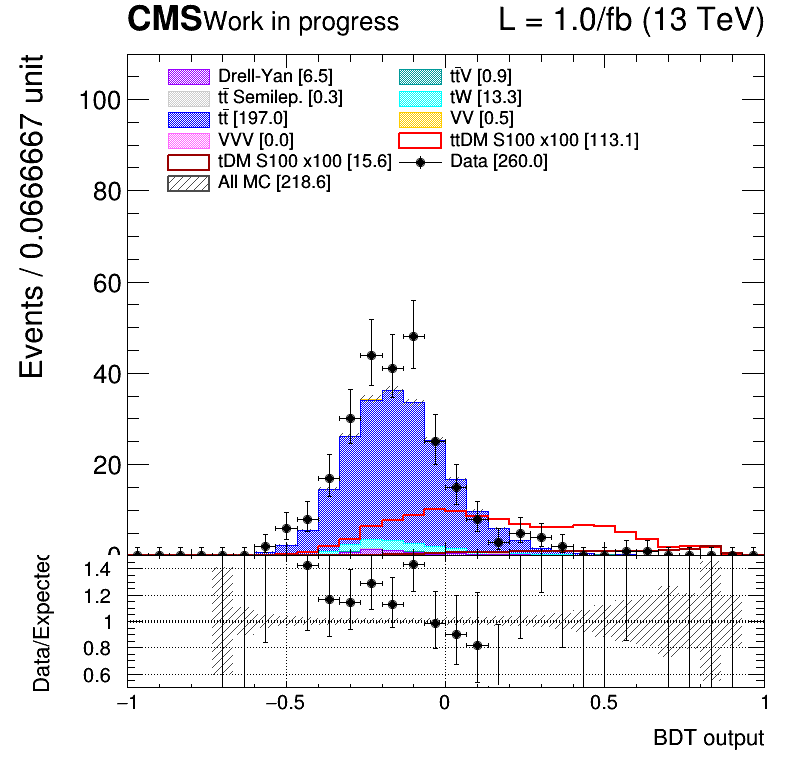 CMS Work in progress L = 1.0/fb (13 TeV)
Events / 0.0666667 unit
100
80
60
40
20
0
Drell-Yan [6.5] tt̄V [0.9]
tt̄ Semilep. [0.3] tW [13.3]
tt̄ [197.0] VV [0.5]
VVV [0.0] ttDM S100 x100 [113.1]
tDM S100 x100 [15.6] Data [260.0]
All MC [218.6]
Data/Expected
1.4
1.2
1
0.8
0.6
−1 −0.5 0 0.5 1
BDT output